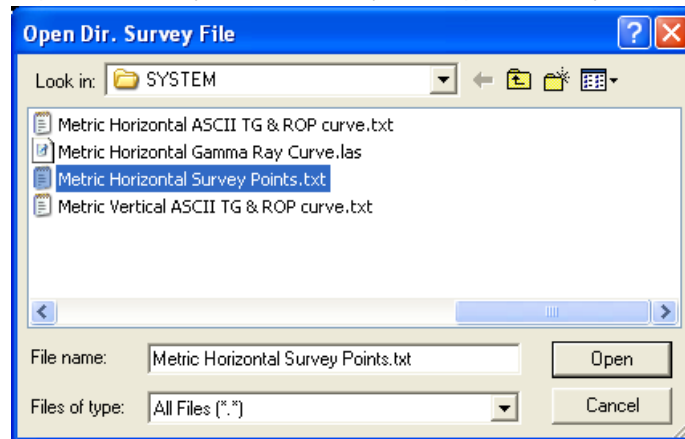 Open Dir. Survey File
Look in: SYSTEM
Metric Horizontal ASCII TG & ROP curve.txt
Metric Horizontal Gamma Ray Curve.las
Metric Horizontal Survey Points.txt
Metric Vertical ASCII TG & ROP curve.txt
File name: Metric Horizontal Survey Points.txt Open
Files of type: All Files (*.*) Cancel